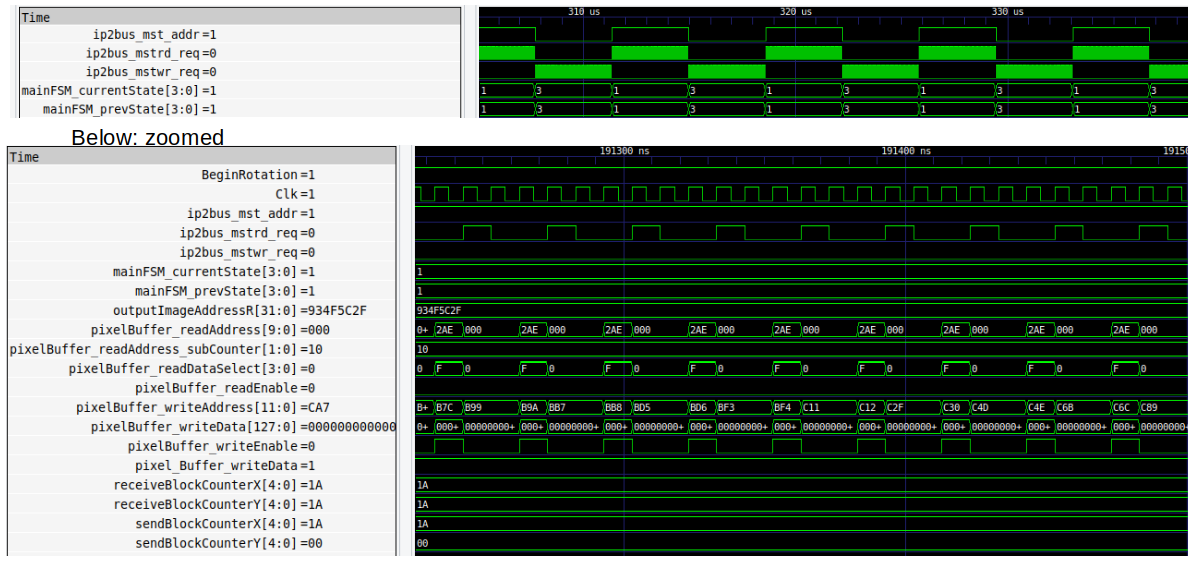 Time 310 us 320 us 330 us
ip2bus_mst_addr=1
ip2bus_mstrd_req=0
ip2bus_mstwr_req=0
mainFSM_currentState[3:0]=1 1 3 1 3 1 3 1 3 1 3
mainFSM_prevState[3:0]=1 1 3 1 3 1 3 1 3 1 3
Below: zoomed
Time 191300 ns 191400 ns 19150
BeginRotation=1
Clk=1
ip2bus_mst_addr=1
ip2bus_mstrd_req=0
ip2bus_mstwr_req=0
mainFSM_currentState[3:0]=1 1
mainFSM_prevState[3:0]=1 1
outputImageAddressR[31:0]=934F5C2F 934F5C2F
pixelBuffer_readAddress[9:0]=000 0+ 2AE 000 2AE 000 2AE 000 2AE 000 2AE 000 2AE 000 2AE 000 2AE 000 2AE 000
pixelBuffer_readAddress_subCounter[1:0]=10 10
pixelBuffer_readDataSelect[3:0]=0 0 F 0 F 0 F 0 F 0 F 0 F 0 F 0 F 0 F 0
pixelBuffer_readEnable=0
pixelBuffer_writeAddress[11:0]=CA7 B+ B7C B99 B9A BB7 BB8 BD5 BD6 BF3 BF4 C11 C12 C2F C30 C4D C4E C6B C6C C89
pixelBuffer_writeData[127:0]=000000000000 0+ 000+ 00000000+ 000+ 00000000+ 000+ 00000000+ 000+ 00000000+ 000+ 00000000+ 000+ 00000000+ 000+ 00000000+ 000+ 00000000+ 000+ 00000000+
pixelBuffer_writeEnable=0
pixel_Buffer_writeData=1
receiveBlockCounterX[4:0]=1A 1A
receiveBlockCounterY[4:0]=1A 1A
sendBlockCounterX[4:0]=1A 1A
sendBlockCounterY[4:0]=00 00